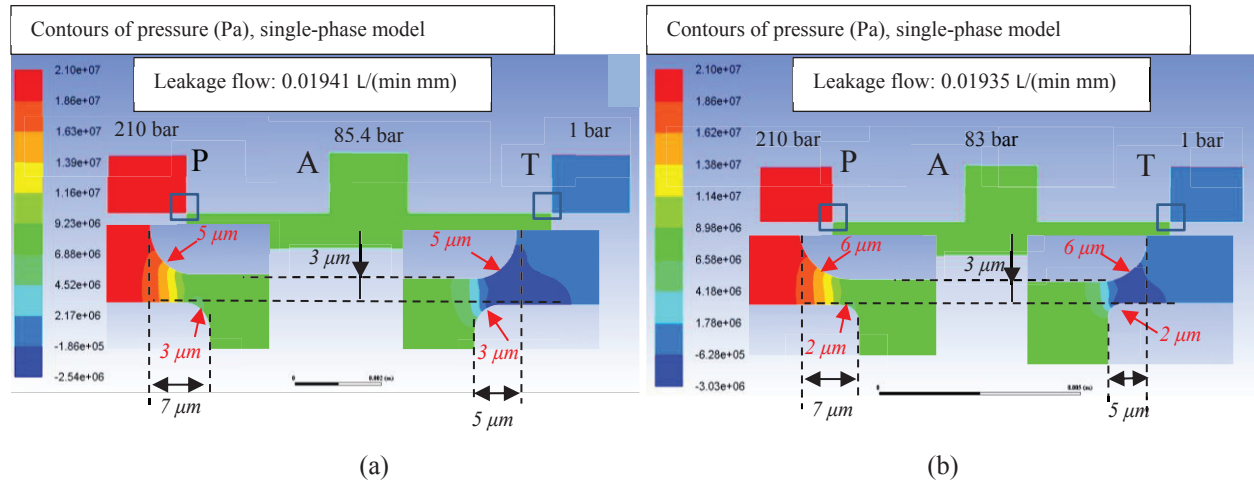 Contours of pressure (Pa), single-phase model
Leakage flow: 0.01941 L/(min mm)
2.10e+07
1.86e+07
1.63e+07
1.39e+07
1.16e+07
9.23e+06
6.88e+06
4.52e+06
2.17e+06
-1.86e+05
-2.54e+06
210 bar
85.4 bar
1 bar
P
A
T
5 μm
3 μm
5 μm
3 μm
3 μm
0
0.002 (m)
7 μm
5 μm
(a)
Contours of pressure (Pa), single-phase model
Leakage flow: 0.01935 L/(min mm)
2.10e+07
1.86e+07
1.62e+07
1.38e+07
1.14e+07
8.98e+06
6.58e+06
4.18e+06
1.78e+06
-6.28e+05
-3.03e+06
210 bar
83 bar
1 bar
P
A
T
6 μm
3 μm
6 μm
2 μm
2 μm
0
0.005 (m)
7 μm
5 μm
(b)